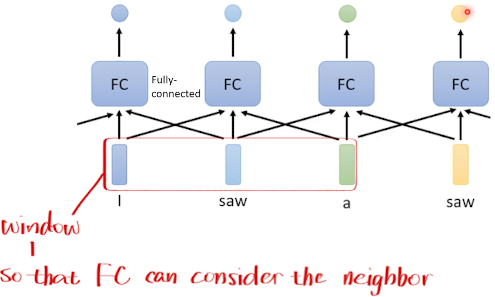 FC Fully- FC FC FC
connected
I saw a saw
window
so that FC can consider the neighbor